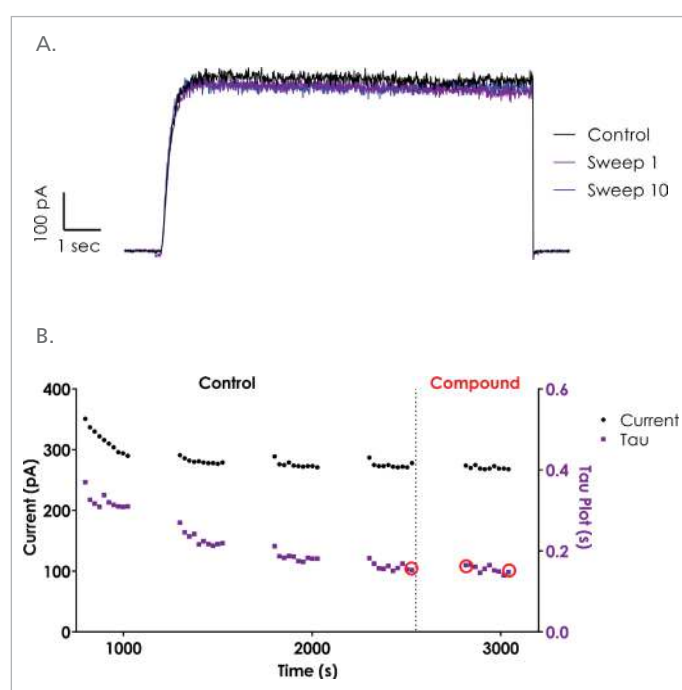 A.
Control
Sweep 1
Sweep 10
100 pA
1 sec
B.
Control
Compound
400
300
200
100
0
Current (pA)
0.6
0.4
0.2
0.0
Tau Plot (s)
Current
Tau
1000
2000
3000
Time (s)